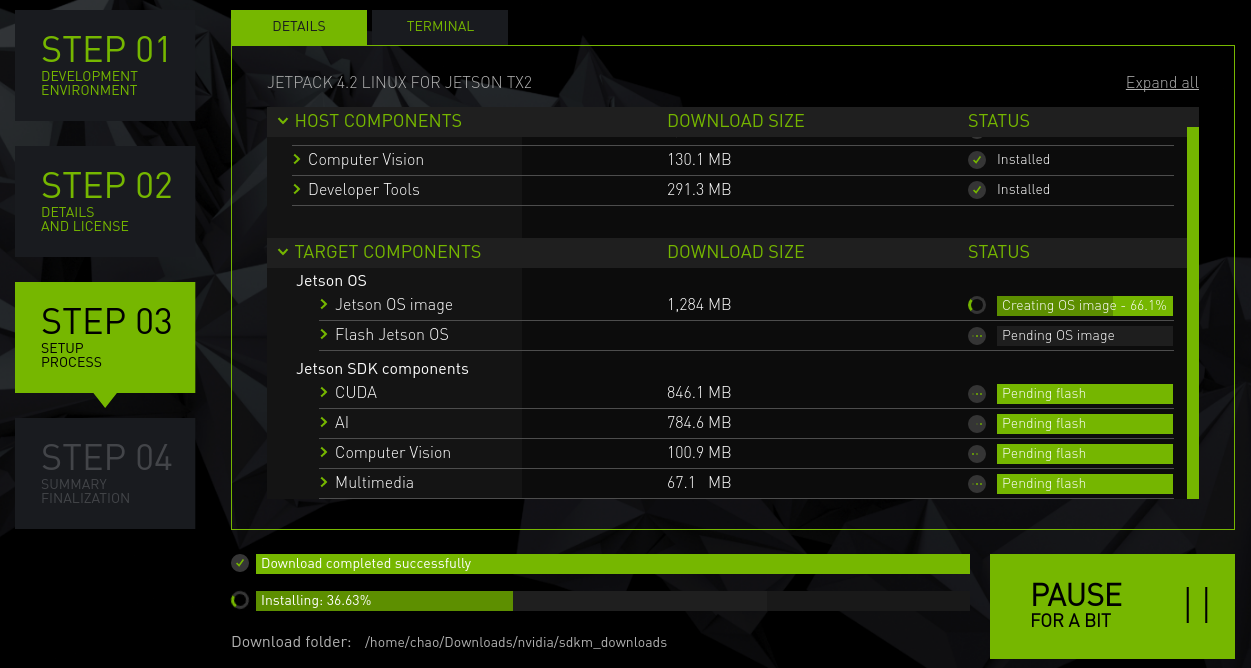 STEP 01
DEVELOPMENT
ENVIRONMENT
STEP 02
DETAILS
AND LICENSE
STEP 03
SETUP
PROCESS
STEP 04
SUMMARY
FINALIZATION
DETAILS TERMINAL
JETPACK 4.2 LINUX FOR JETSON TX2 Expand all
HOST COMPONENTS DOWNLOAD SIZE STATUS
Computer Vision 130.1 MB Installed
Developer Tools 291.3 MB Installed
TARGET COMPONENTS DOWNLOAD SIZE STATUS
Jetson OS
Jetson OS image 1,284 MB Creating OS image - 66.1%
Flash Jetson OS Pending OS image
Jetson SDK components
CUDA 846.1 MB Pending flash
AI 784.6 MB Pending flash
Computer Vision 100.9 MB Pending flash
Multimedia 67.1 MB Pending flash
Download completed successfully
Installing: 36.63%
Download folder: /home/chao/Downloads/nvidia/sdkm_downloads
PAUSE
FOR A BIT